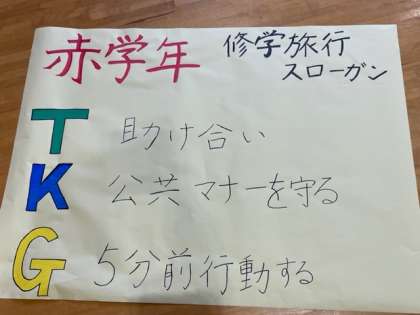 赤学年 修学旅行
スローガン
T 助け合い
K 公共マナーを守る
G 5分前行動する